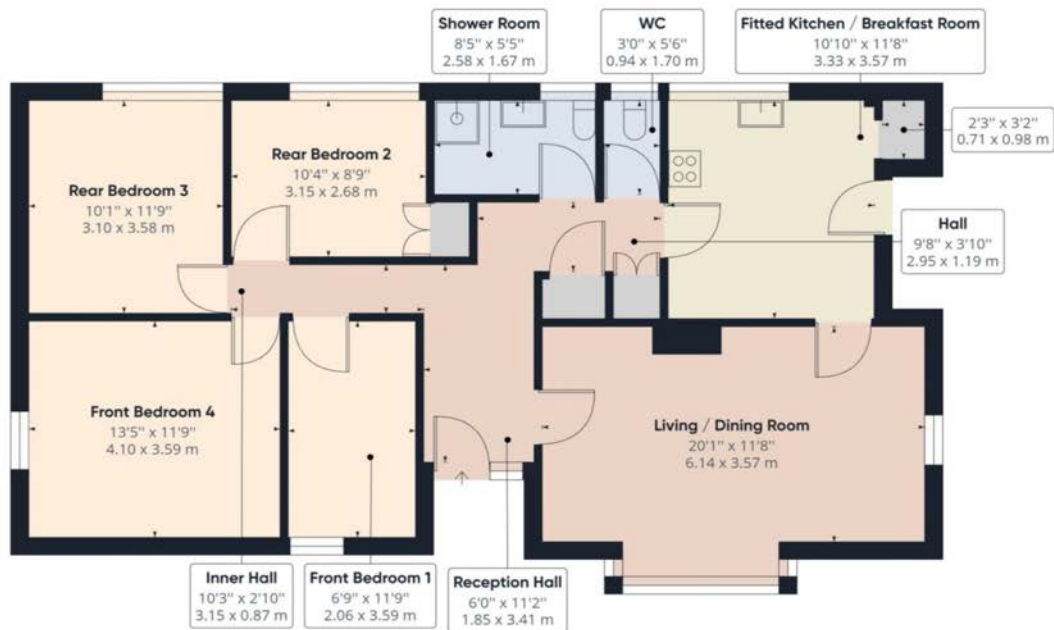 Shower Room
8'5" x 5'5"
2.58 x 1.67 m
WC
3'0" x 5'6"
0.94 x 1.70 m
Fitted Kitchen / Breakfast Room
10'10" x 11'8"
3.33 x 3.57 m
2'3" x 3'2"
0.71 x 0.98 m
Rear Bedroom 2
10'4" x 8'9"
3.15 x 2.68 m
Rear Bedroom 3
10'1" x 11'9"
3.10 x 3.58 m
Hall
9'8" x 3'10"
2.95 x 1.19 m
Front Bedroom 4
13'5" x 11'9"
4.10 x 3.59 m
Living / Dining Room
20'1" x 11'8"
6.14 x 3.57 m
Inner Hall
10'3" x 2'10"
3.15 x 0.87 m
Front Bedroom 1
6'9" x 11'9"
2.06 x 3.59 m
Reception Hall
6'0" x 11'2"
1.85 x 3.41 m